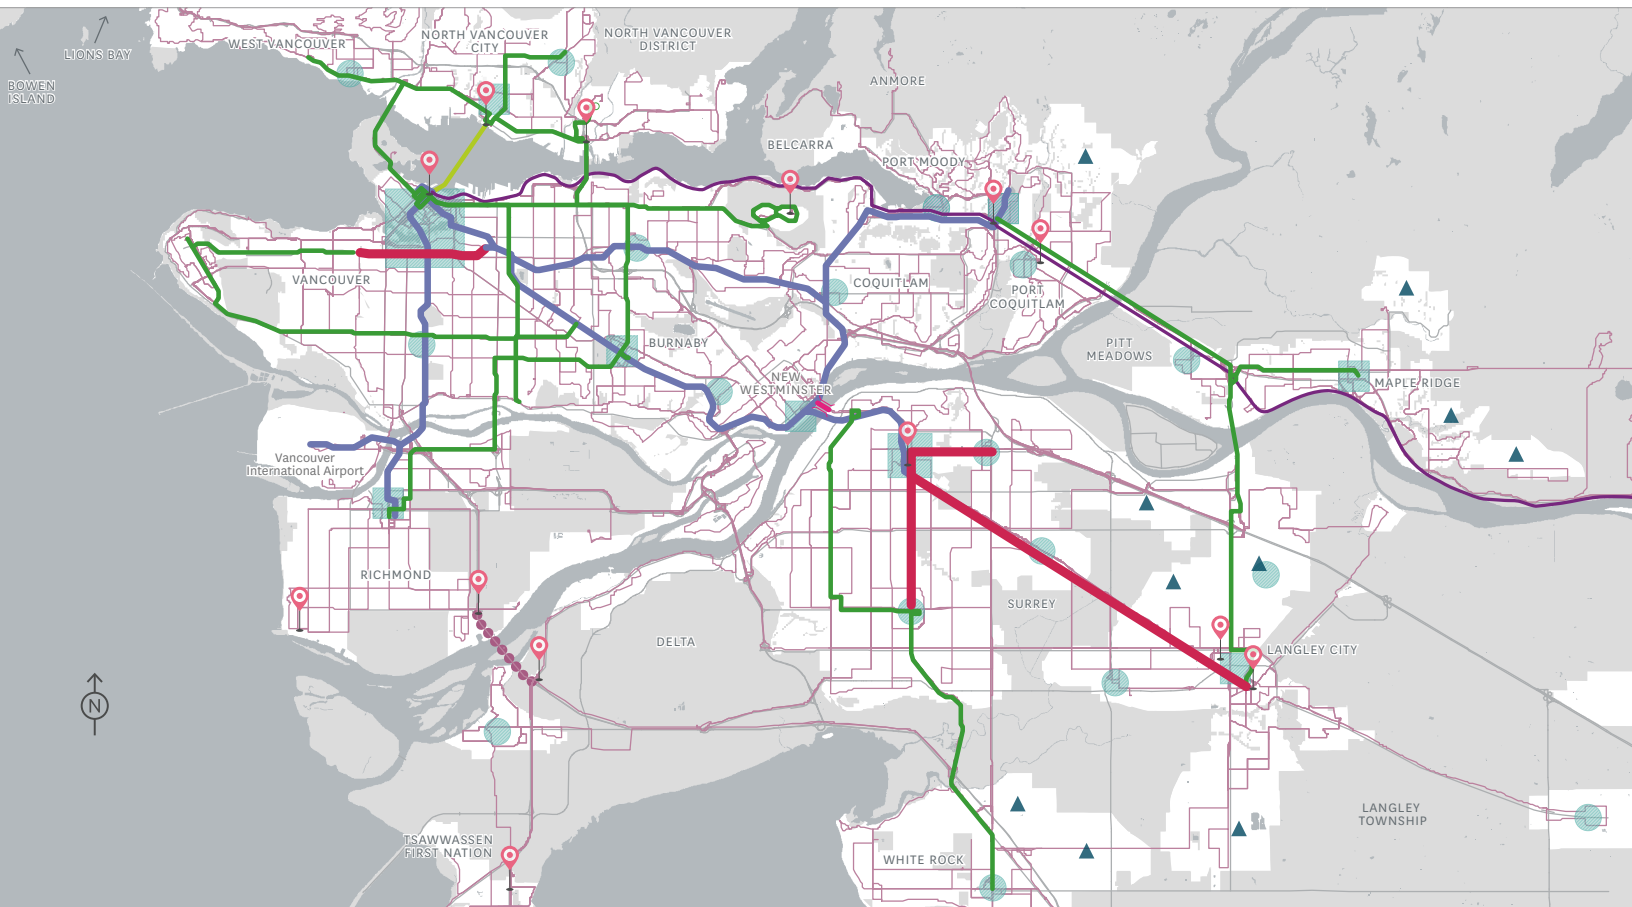 LIONS BAY
BOWEN
ISLAND
WEST VANCOUVER
NORTH VANCOUVER
CITY
NORTH VANCOUVER
DISTRICT
ANMORE
BELCARRA
PORT MOODY
VANCOUVER
COQUITLAM
PORT
COQUITLAM
BURNABY
PITT
MEADOWS
NEW
WESTMINSTER
MAPLE RIDGE
Vancouver
International Airport
RICHMOND
SURREY
DELTA
LANGLEY CITY
N
LANGLEY
TOWNSHIP
TSAWWASSEN
FIRST NATION
WHITE ROCK